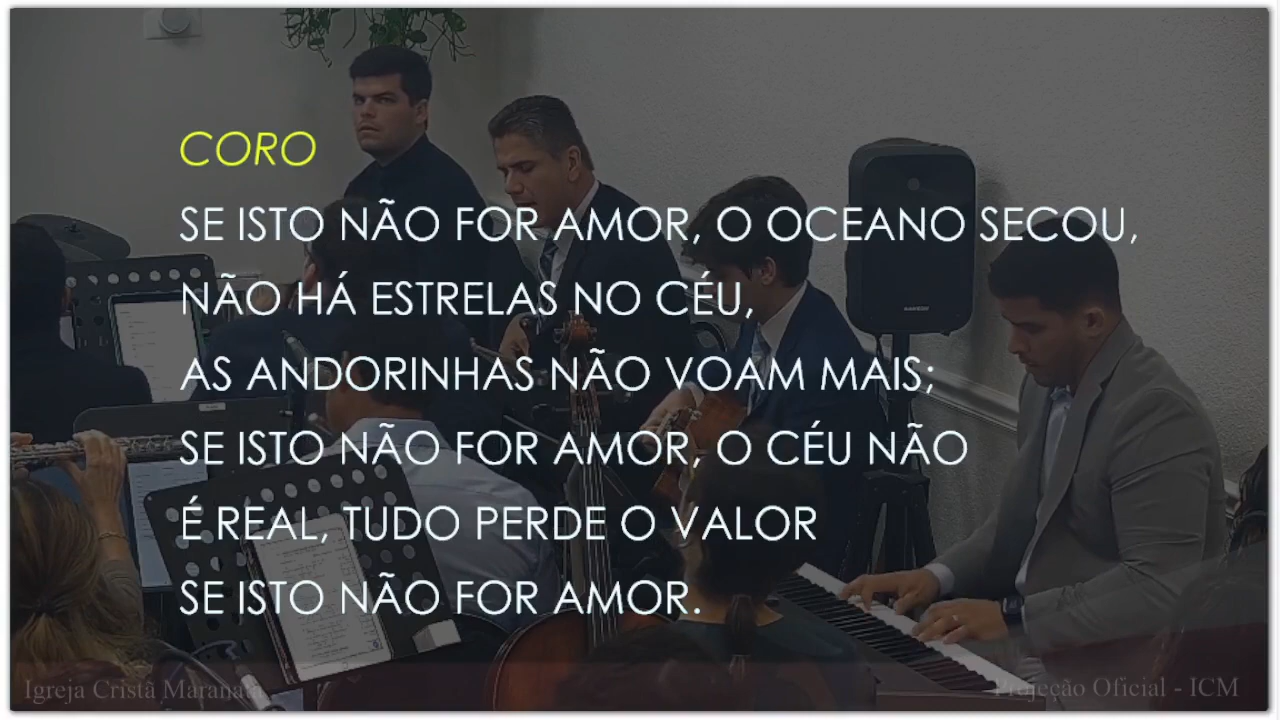 CORO
SE ISTO NÃO FOR AMOR, O OCEANO SECOU,
NÃO HÁ ESTRELAS NO CÉU,
AS ANDORINHAS NÃO VOAM MAIS;
SE ISTO NÃO FOR AMOR, O CÉU NÃO
É REAL, TUDO PERDE O VALOR
SE ISTO NÃO FOR AMOR.
Igreja Cristã Maranata
Projeção Oficial - ICM